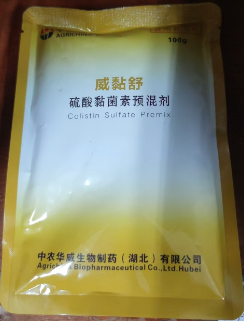 100g
威黏舒
硫酸黏菌素预混剂
Colistin Sulfate Premix
中农华威生物制药（湖北）有限公司
Agrichina Biopharmaceutical Co.,Ltd.Hubei